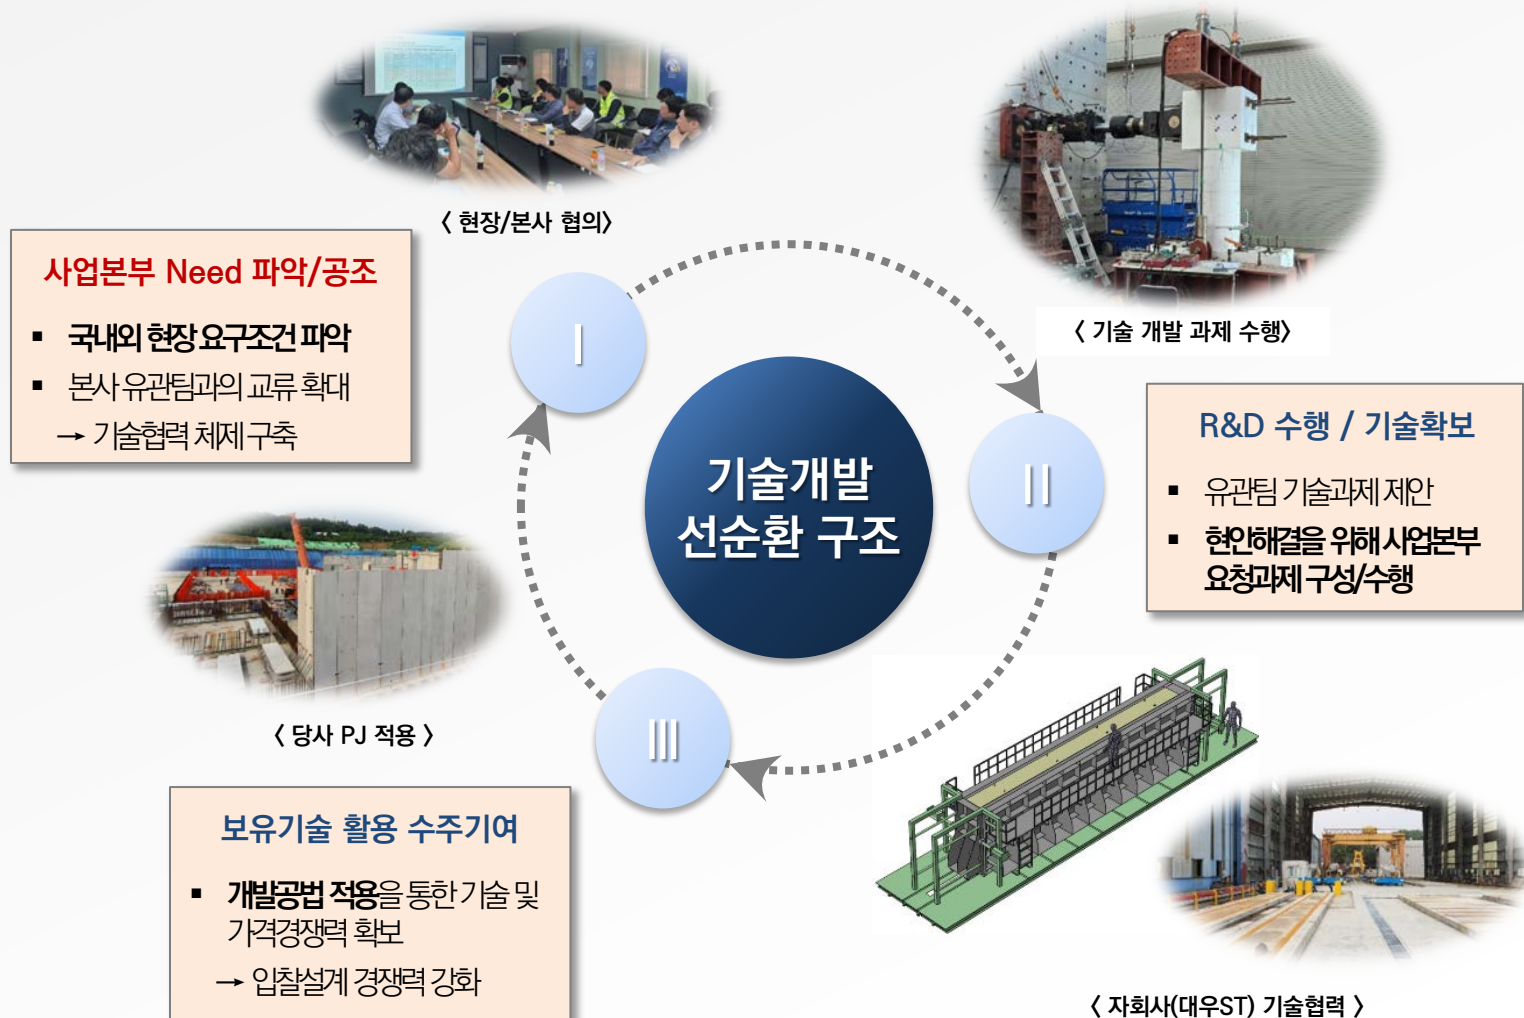 〈 현장/본사 협의〉
사업본부 Need 파악/공조
▪ 국내외 현장 요구조건 파악
▪ 본사 유관팀과의 교류 확대
→ 기술협력 체제 구축
〈 기술 개발 과제 수행〉
I
기술개발
선순환 구조
II
R&D 수행 / 기술확보
▪ 유관팀 기술과제 제안
▪ 현안해결을 위해 사업본부
요청과제 구성/수행
〈 당사 PJ 적용 〉
III
보유기술 활용 수주기여
▪ 개발공법 적용을 통한 기술 및
가격경쟁력 확보
→ 입찰설계 경쟁력 강화
〈 자회사(대우ST) 기술협력 〉